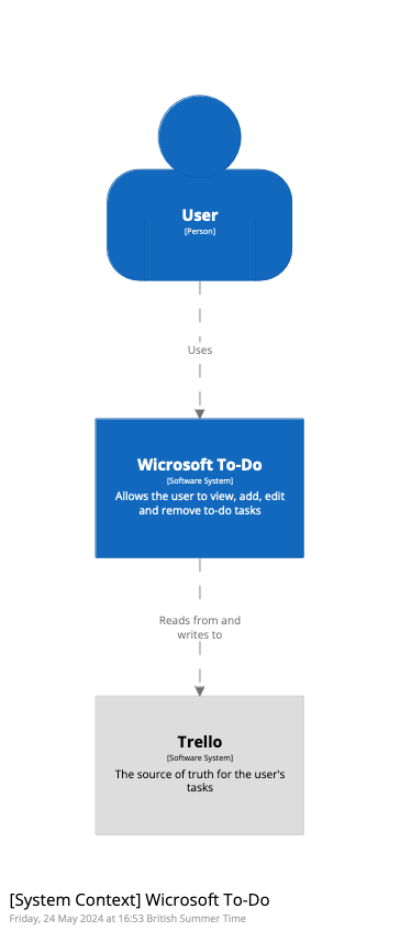 User
[Person]
Uses
Wicrosoft To-Do
[Software System]
Allows the user to view, add, edit
and remove to-do tasks
Reads from and
writes to
Trello
[Software System]
The source of truth for the user's
tasks
[System Context] Wicrosoft To-Do
Friday, 24 May 2024 at 16:53 British Summer Time